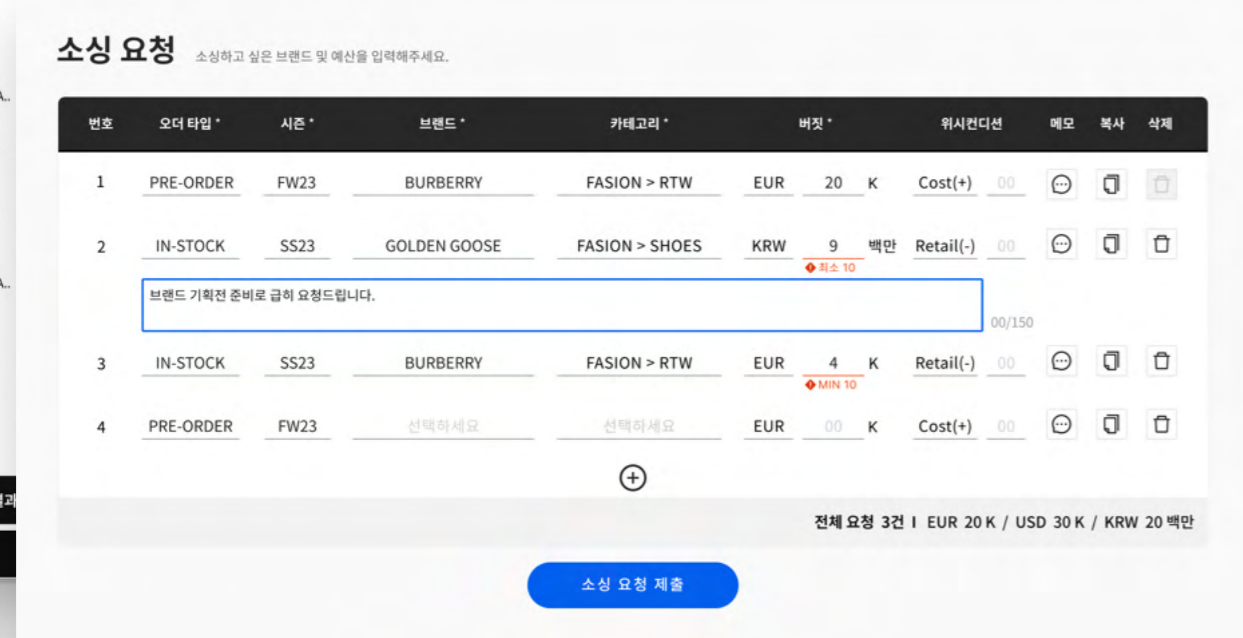 소싱 요청 소싱하고 싶은 브랜드 및 예산을 입력해주세요.
A..
번호 오더 타입 * 시즌 * 브랜드 * 카테고리 * 버짓 * 위시컨디션 메모 복사 삭제
1 PRE-ORDER FW23 BURBERRY FASION > RTW EUR 20 K Cost(+) 00
2 IN-STOCK SS23 GOLDEN GOOSE FASION > SHOES KRW 9 백만 Retail(-) 00
최소 10
A..
브랜드 기획전 준비로 급히 요청드립니다.
00/150
3 IN-STOCK SS23 BURBERRY FASION > RTW EUR 4 K Retail(-) 00
MIN 10
4 PRE-ORDER FW23 선택하세요 선택하세요 EUR 00 K Cost(+) 00
전체 요청 3건 I EUR 20 K / USD 30 K / KRW 20 백만
소싱 요청 제출